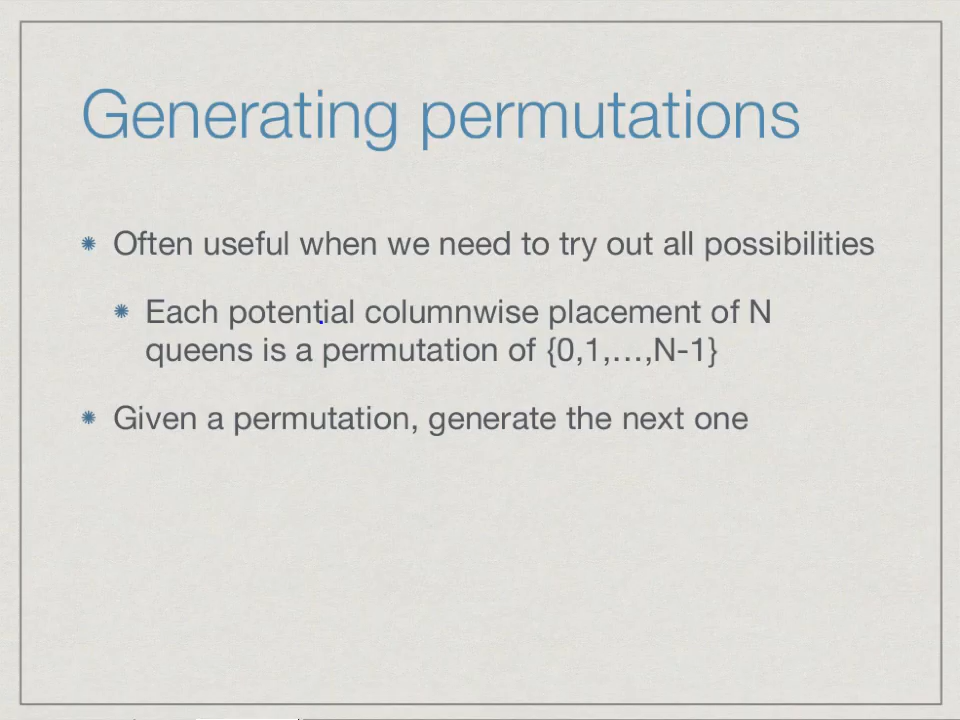 Generating permutations
Often useful when we need to try out all possibilities
Each potential columnwise placement of N
queens is a permutation of {0,1,…,N-1}
Given a permutation, generate the next one